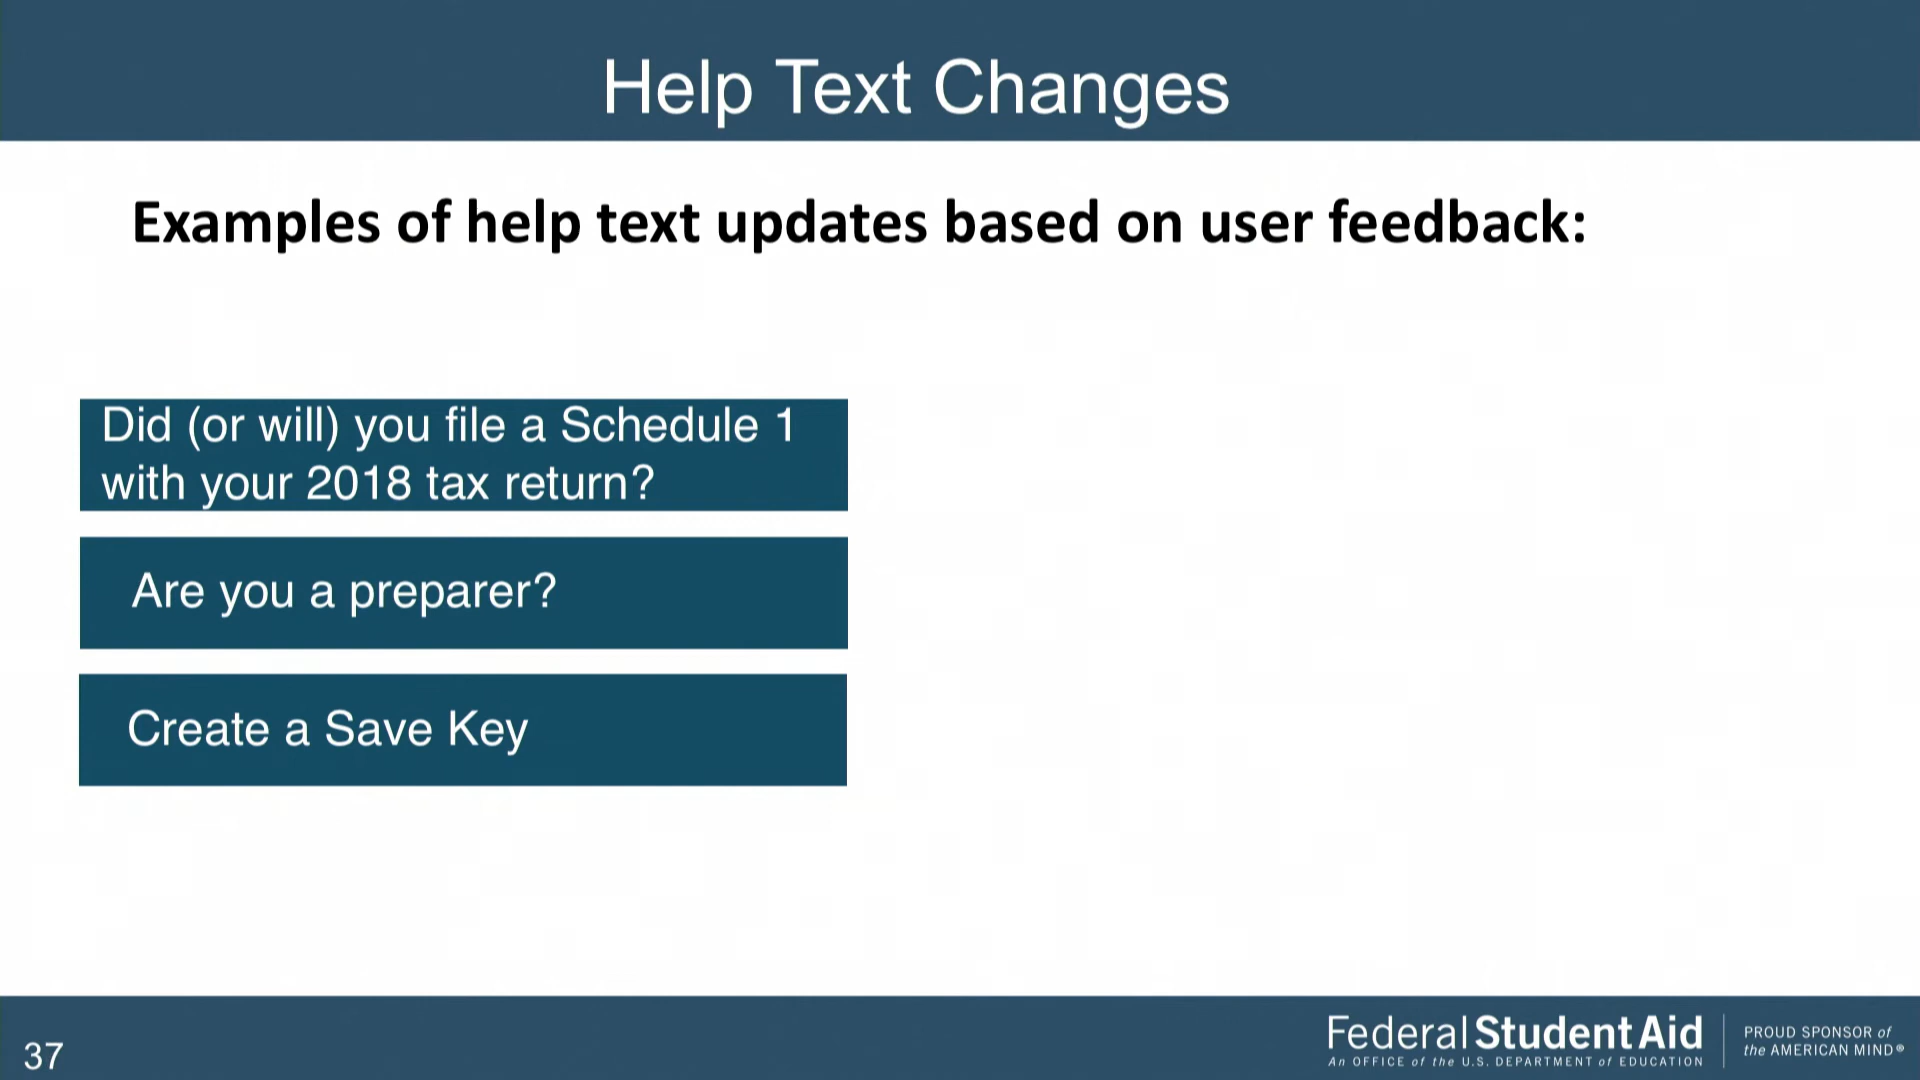 Help Text Changes
Examples of help text updates based on user feedback:
Did (or will) you file a Schedule 1
with your 2018 tax return?
Are you a preparer?
Create a Save Key
37
Federal Student Aid
An OFFICE of the U.S. DEPARTMENT of EDUCATION
PROUD SPONSOR of
the AMERICAN MIND®